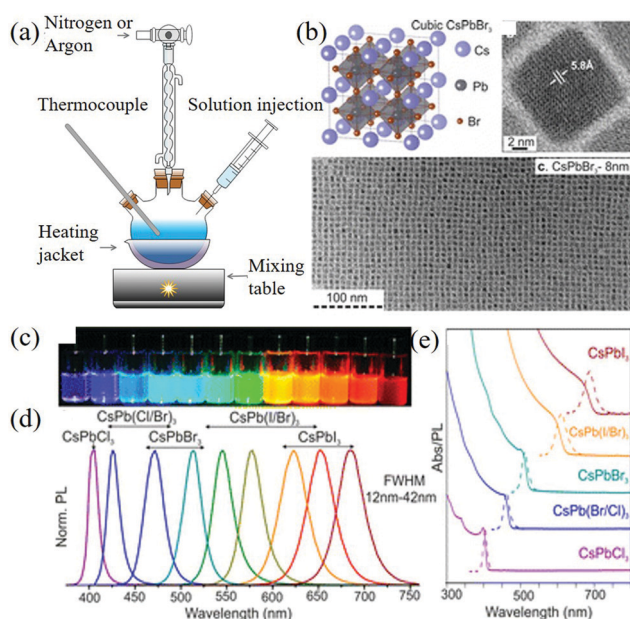 (a)
Nitrogen or
Argon
Thermocouple
Solution injection
Heating
jacket
Mixing
table
(b)
Cubic CsPbBr₃
Cs
Pb
Br
5.8Å
2 nm
c. CsPbBr₃- 8nm
100 nm
(c)
(d)
CsPb(Cl/Br)₃
CsPb(I/Br)₃
CsPbCl₃
CsPbBr₃
CsPbI₃
FWHM
12nm-42nm
Norm. PL
400 450 500 550 600 650 700 750
Wavelength (nm)
(e)
CsPbI₃
CsPb(I/Br)₃
CsPbBr₃
CsPb(Br/Cl)₃
CsPbCl₃
Abs/PL
300 500 700
Wavelength (nm)